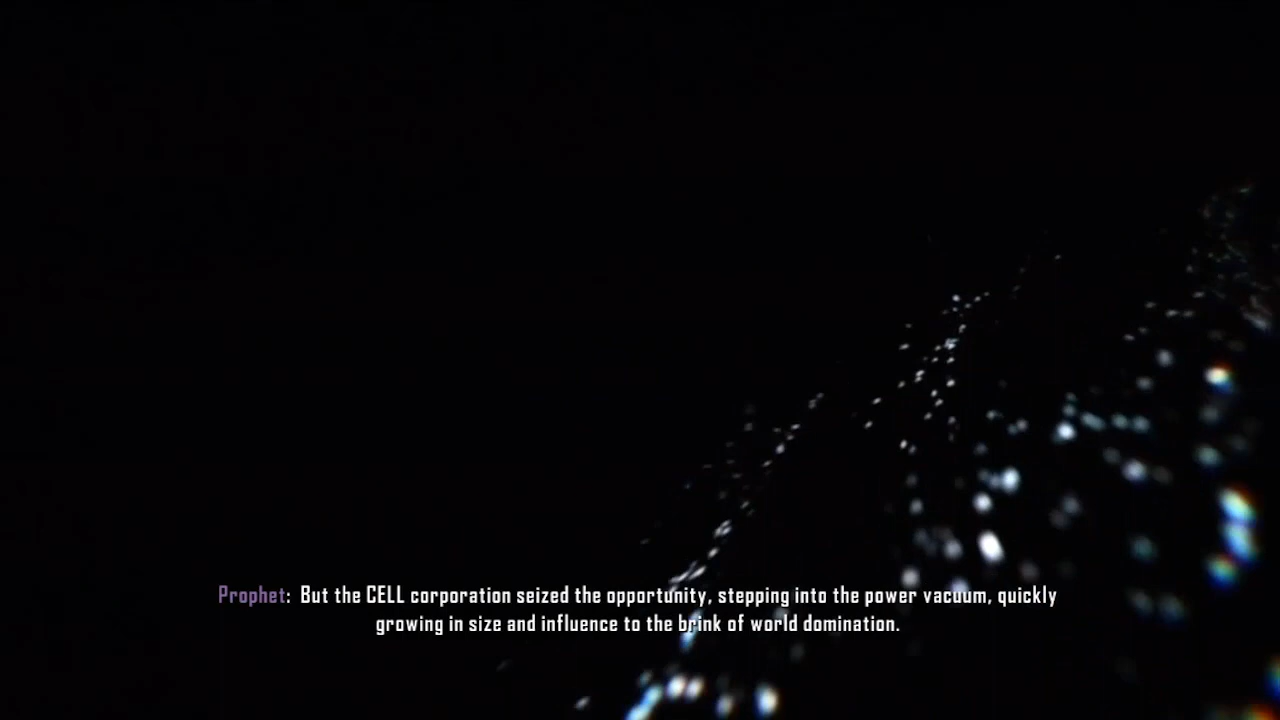 Prophet: But the CELL corporation seized the opportunity, stepping into the power vacuum, quickly
growing in size and influence to the brink of world domination.